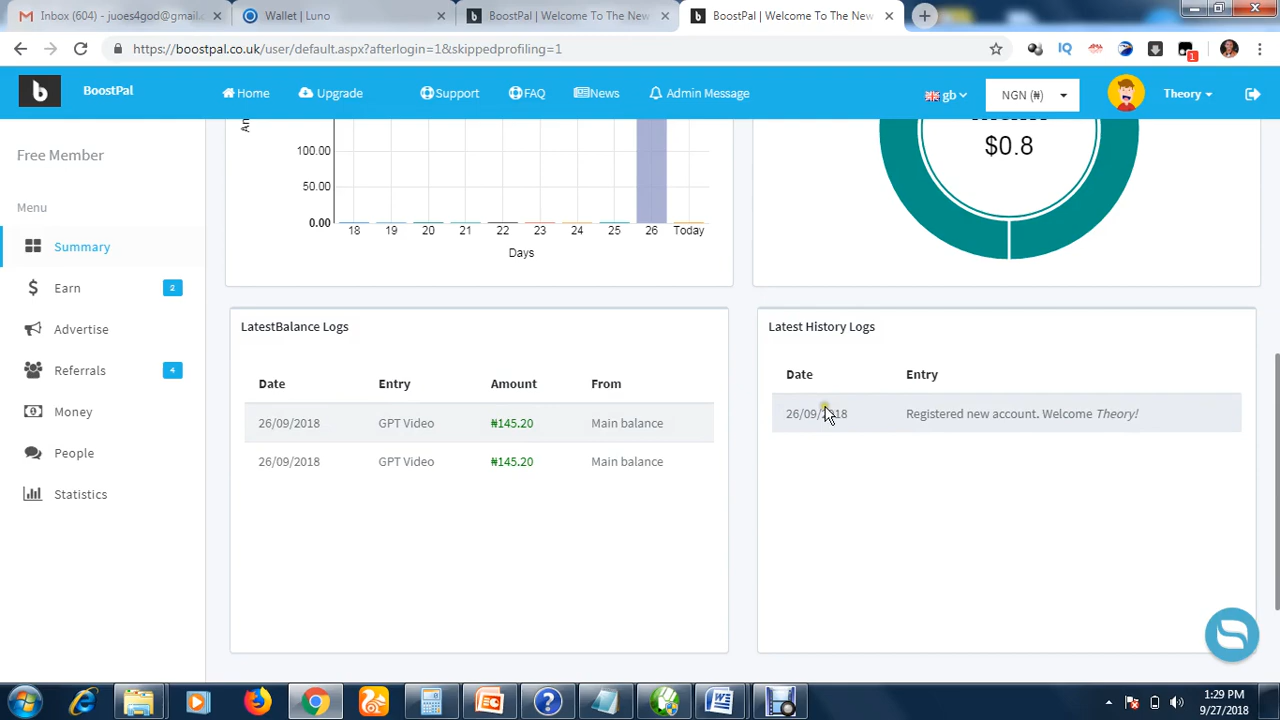 Inbox (604) - juoes4god@gmail.
Wallet | Luno
BoostPal | Welcome To The New
BoostPal | Welcome To The New
https://boostpal.co.uk/user/default.aspx?afterlogin=1&skippedprofiling=1
IQ
1
b
BoostPal
Home
Upgrade
Support
FAQ
News
Admin Message
gb
NGN (₦)
Theory
Free Member
Menu
Summary
Earn
2
Advertise
Referrals
4
Money
People
Statistics
100.00
50.00
0.00
18
19
20
21
22
23
24
25
26
Today
Days
$0.8
LatestBalance Logs
Date Entry Amount From
26/09/2018 GPT Video ₦145.20 Main balance
26/09/2018 GPT Video ₦145.20 Main balance
Latest History Logs
Date Entry
26/09/2018 Registered new account. Welcome Theory!
1:29 PM
9/27/2018